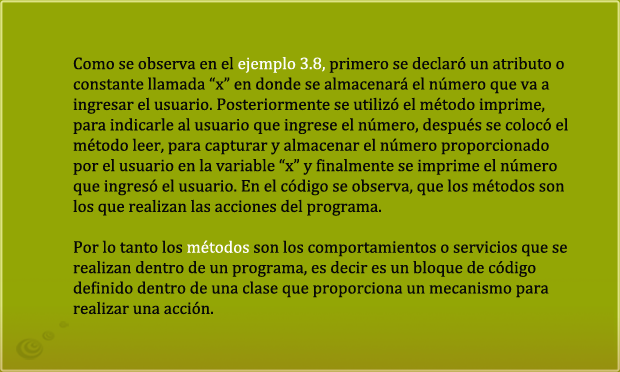 Como se observa en el ejemplo 3.8, primero se declaró un atributo o
constante llamada “x” en donde se almacenará el número que va a
ingresar el usuario. Posteriormente se utilizó el método imprime,
para indicarle al usuario que ingrese el número, después se colocó el
método leer, para capturar y almacenar el número proporcionado
por el usuario en la variable “x” y finalmente se imprime el número
que ingresó el usuario. En el código se observa, que los métodos son
los que realizan las acciones del programa.
Por lo tanto los métodos son los comportamientos o servicios que se
realizan dentro de un programa, es decir es un bloque de código
definido dentro de una clase que proporciona un mecanismo para
realizar una acción.